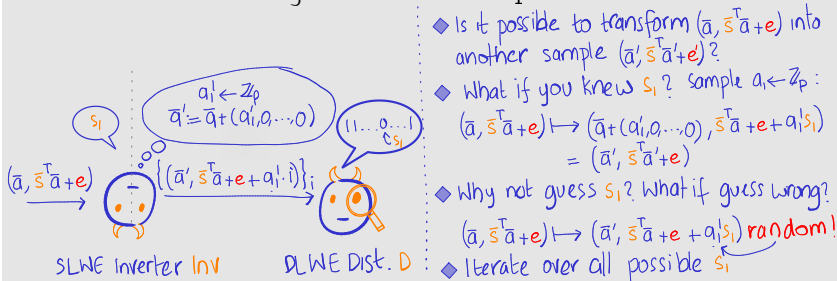 s₁
a₁' ← ℤₚ
ā' = ā + (a₁',0,...,0)
11...0...1
s₁
(ā, s̄ᵀā+e)
{(ā', s̄ᵀā+e+a₁'·i)}ᵢ
SLWE Inverter Inv
DLWE Dist. D
Is it possible to transform (ā, s̄ᵀā+e) into
another sample (ā', s̄ᵀā'+e')?
What if you knew s₁? sample a₁ ← ℤₚ:
(ā, s̄ᵀā+e) ↦ (ā+(a₁',0,...,0), s̄ᵀā+e+a₁'s₁)
= (ā', s̄ᵀā'+e)
Why not guess s₁? What if guess wrong?
(ā, s̄ᵀā+e) ↦ (ā', s̄ᵀā+e+a₁'s₁) random!
Iterate over all possible s₁